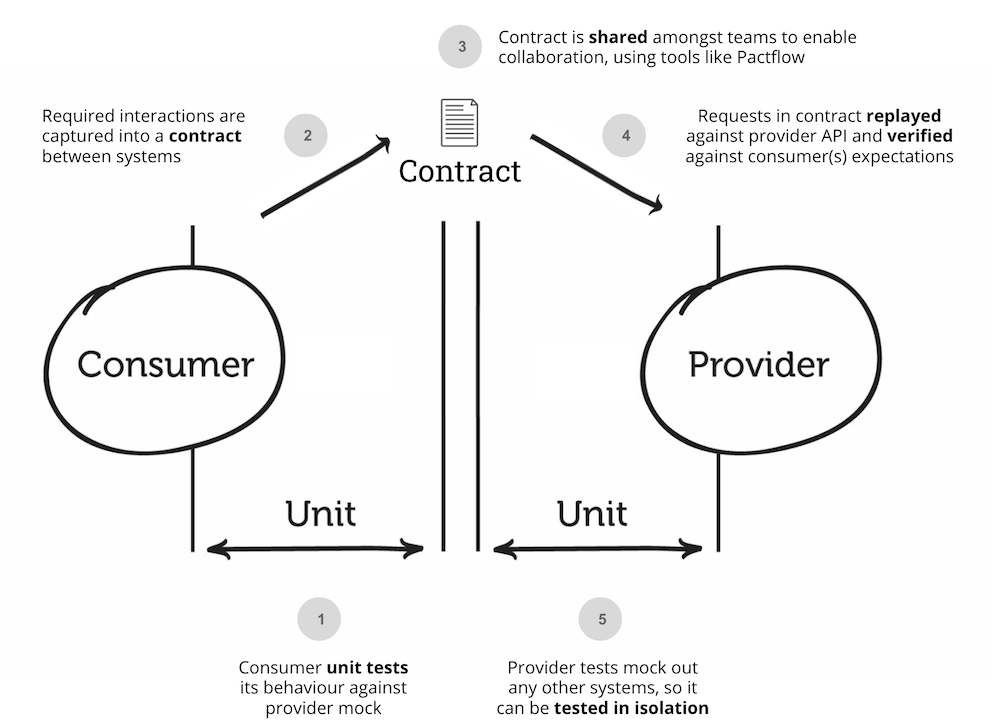 3
Contract is shared amongst teams to enable
collaboration, using tools like Pactflow
Required interactions are
captured into a contract
between systems
2
Contract
4
Requests in contract replayed
against provider API and verified
against consumer(s) expectations
Consumer
Provider
Unit
Unit
1
Consumer unit tests
its behaviour against
provider mock
5
Provider tests mock out
any other systems, so it
can be tested in isolation